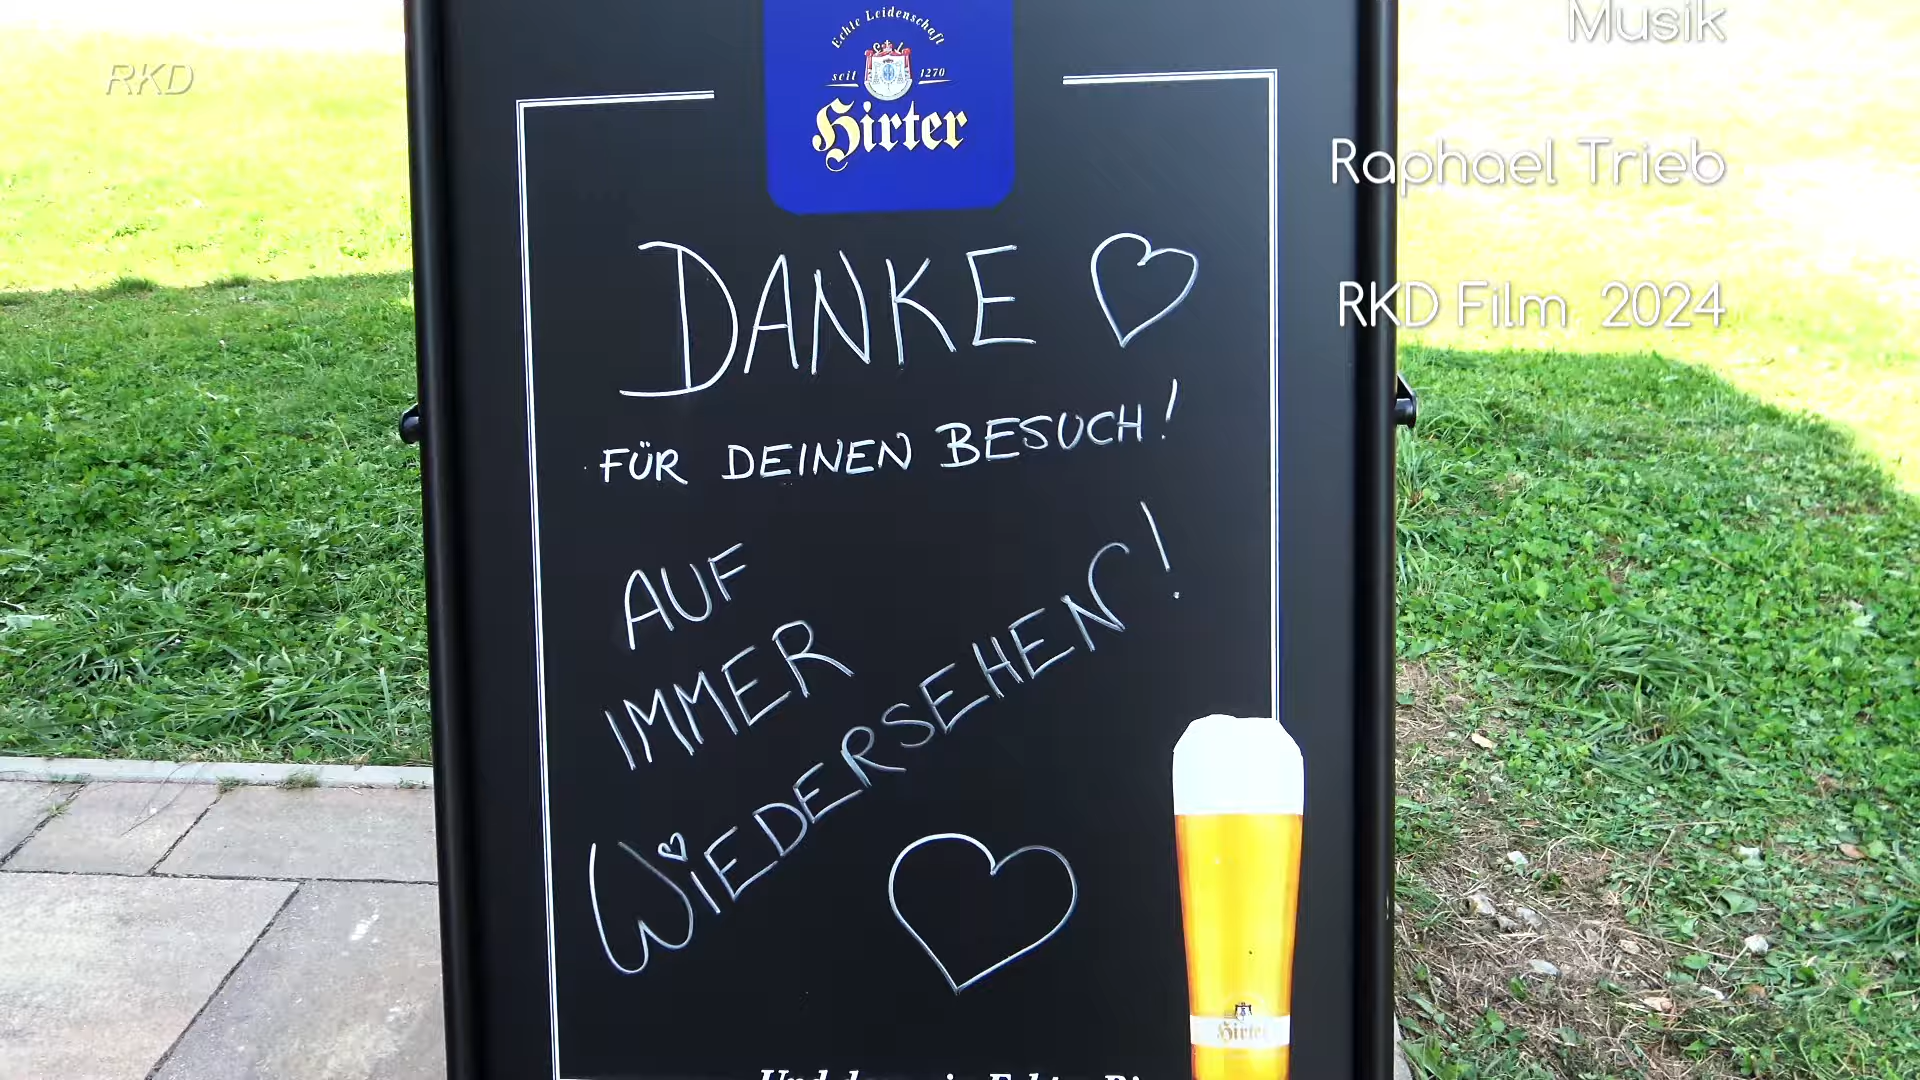 Musik
RKD
Raphael Trieb
RKD Film 2024
Echte Leidenschaft
seit 1270
Hirter
DANKE
FÜR DEINEN BESUCH!
AUF
IMMER
WIEDERSEHEN!
Hirter